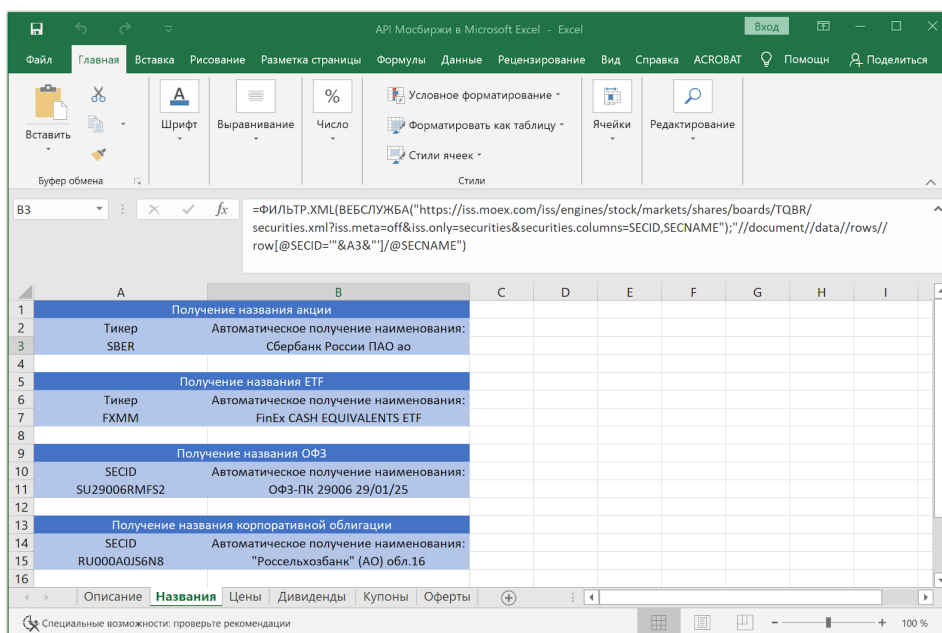 API Мосбиржи в Microsoft Excel - Excel
Вход
Файл Главная Вставка Рисование Разметка страницы Формулы Данные Рецензирование Вид Справка ACROBAT Помощн Поделиться
Вставить
Буфер обмена
Шрифт
Выравнивание
Число
Условное форматирование
Форматировать как таблицу
Стили ячеек
Стили
Ячейки
Редактирование
B3
fx
=ФИЛЬТР.XML(ВЕБСЛУЖБА("https://iss.moex.com/iss/engines/stock/markets/shares/boards/TQBR/
securities.xml?iss.meta=off&iss.only=securities&securities.columns=SECID,SECNAME");"//document//data//rows//
row[@SECID='"&A3&"']/@SECNAME")
A B C D E F G H I
1 Получение названия акции
2 Тикер Автоматическое получение наименования:
3 SBER Сбербанк России ПАО ао
4
5 Получение названия ETF
6 Тикер Автоматическое получение наименования:
7 FXMM FinEx CASH EQUIVALENTS ETF
8
9 Получение названия ОФЗ
10 SECID Автоматическое получение наименования:
11 SU29006RMFS2 ОФЗ-ПК 29006 29/01/25
12
13 Получение названия корпоративной облигации
14 SECID Автоматическое получение наименования:
15 RU000A0JS6N8 "Россельхозбанк" (АО) обл.16
16
Описание Названия Цены Дивиденды Купоны Оферты
Специальные возможности: проверьте рекомендации
100 %